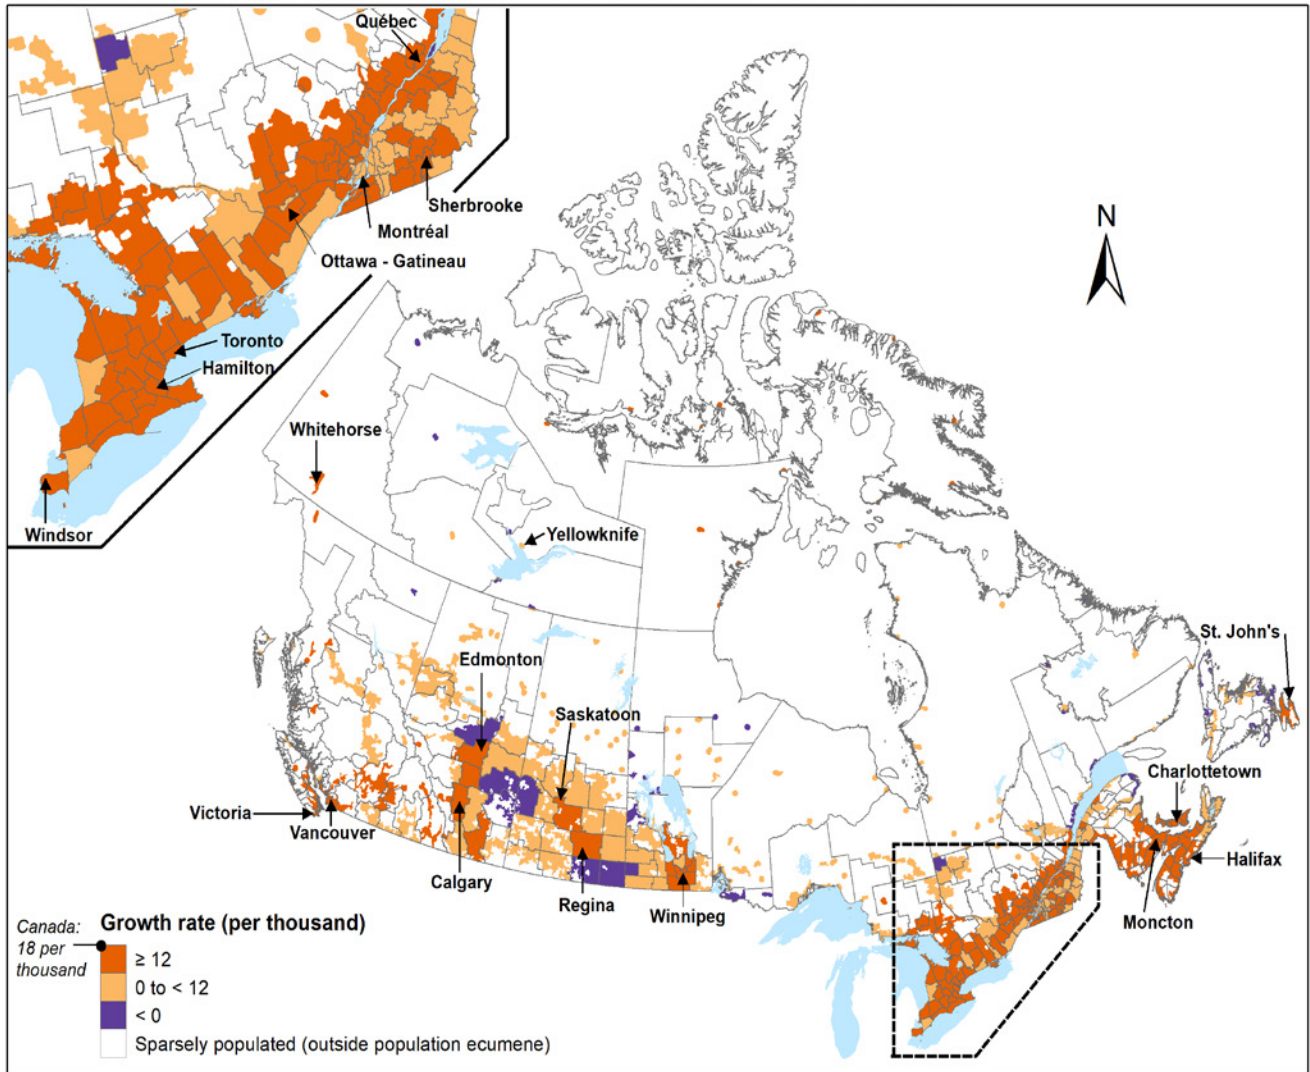 Québec
Sherbrooke
Montréal
Ottawa - Gatineau
Toronto
Hamilton
Windsor
N
Whitehorse
Yellowknife
St. John's
Edmonton
Saskatoon
Charlottetown
Victoria
Vancouver
Halifax
Calgary
Regina
Winnipeg
Moncton
Canada:
18 per
thousand
Growth rate (per thousand)
≥ 12
0 to < 12
< 0
Sparsely populated (outside population ecumene)